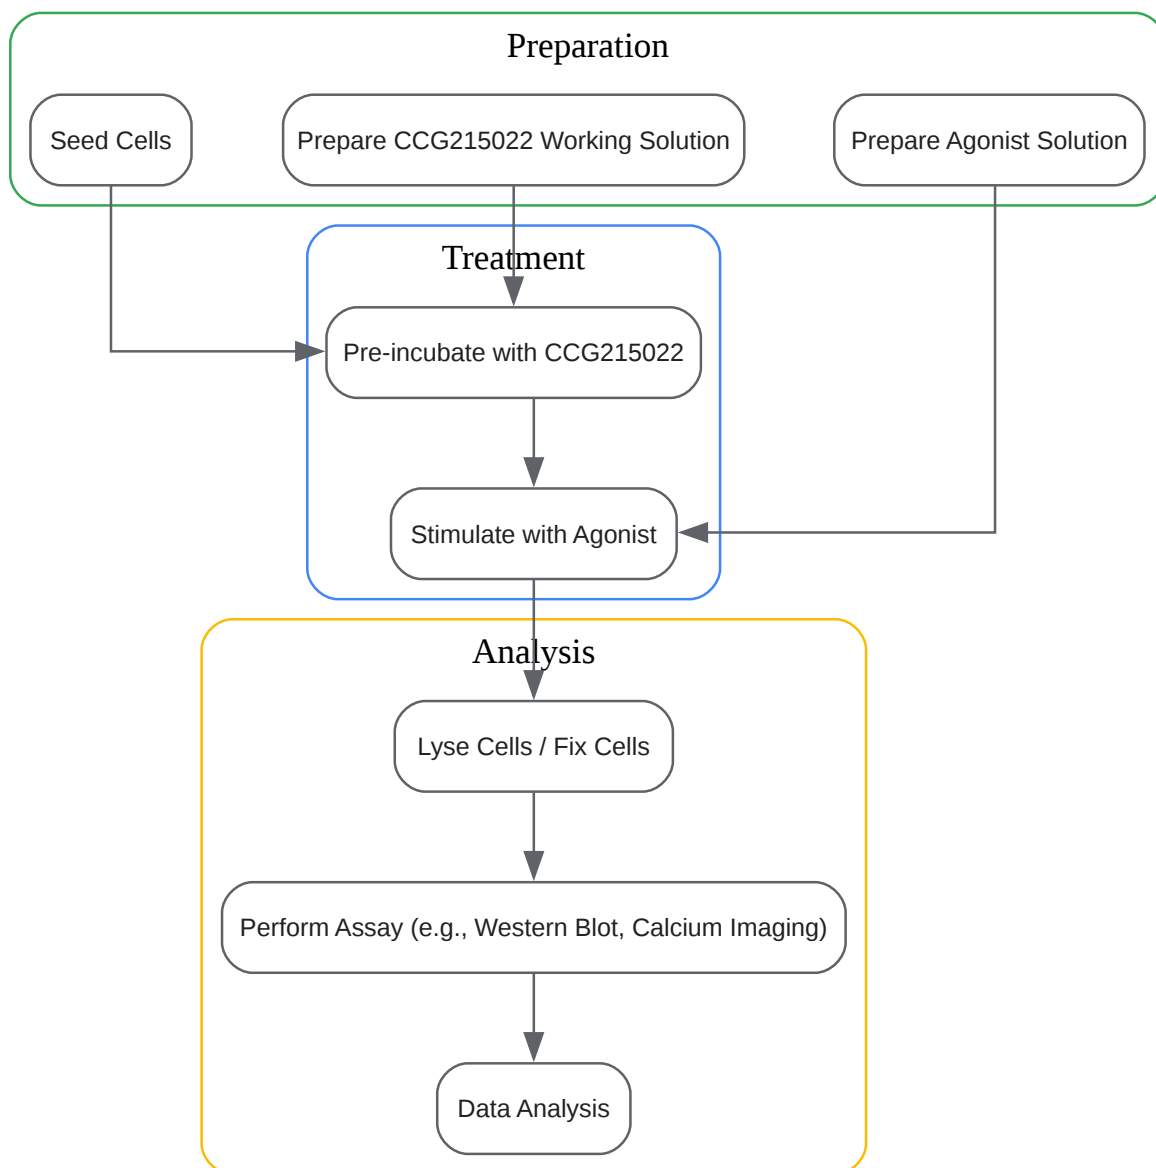 Preparation
Seed Cells
Prepare CCG215022 Working Solution
Prepare Agonist Solution
Treatment
Pre-incubate with CCG215022
Stimulate with Agonist
Analysis
Lyse Cells / Fix Cells
Perform Assay (e.g., Western Blot, Calcium Imaging)
Data Analysis